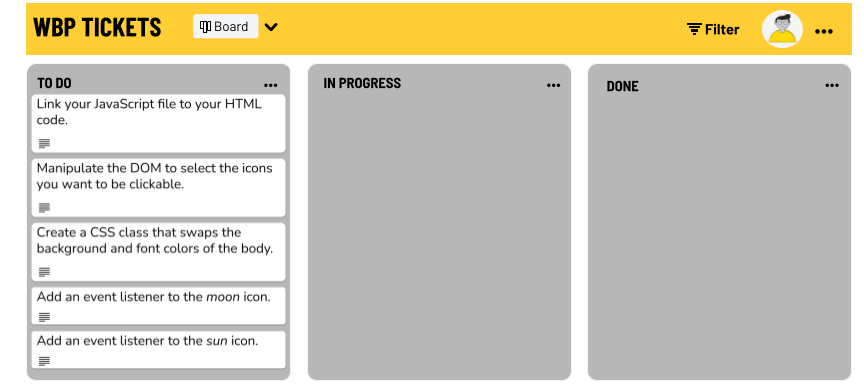 WBP TICKETS
Board
Filter
TO DO
Link your JavaScript file to your HTML
code.
Manipulate the DOM to select the icons
you want to be clickable.
Create a CSS class that swaps the
background and font colors of the body.
Add an event listener to the moon icon.
Add an event listener to the sun icon.
IN PROGRESS
DONE